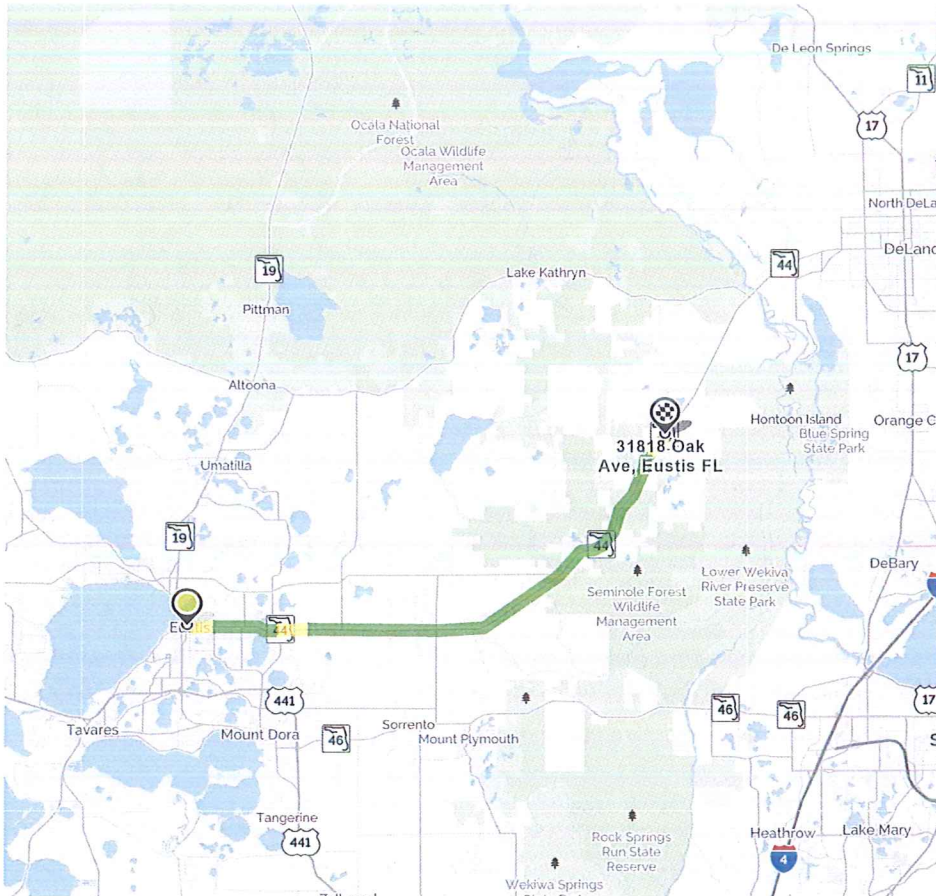 De Leon Springs
11
17
Ocala National
Forest
Ocala Wildlife
Management
Area
North DeLa
DeLand
44
19
Lake Kathryn
Pittman
17
Altoona
Hontoon Island
Orange C
Blue Spring
State Park
31818 Oak
Ave, Eustis FL
Umatilla
19
44
DeBary
Lower Wekiva
River Preserve
State Park
Seminole Forest
Wildlife
Management
Area
Eustis
44
441
17
46
46
Tavares
Mount Dora
46
Sorrento
Mount Plymouth
S
Tangerine
441
Rock Springs
Run State
Reserve
Heathrow
Lake Mary
4
Wekiwa Springs